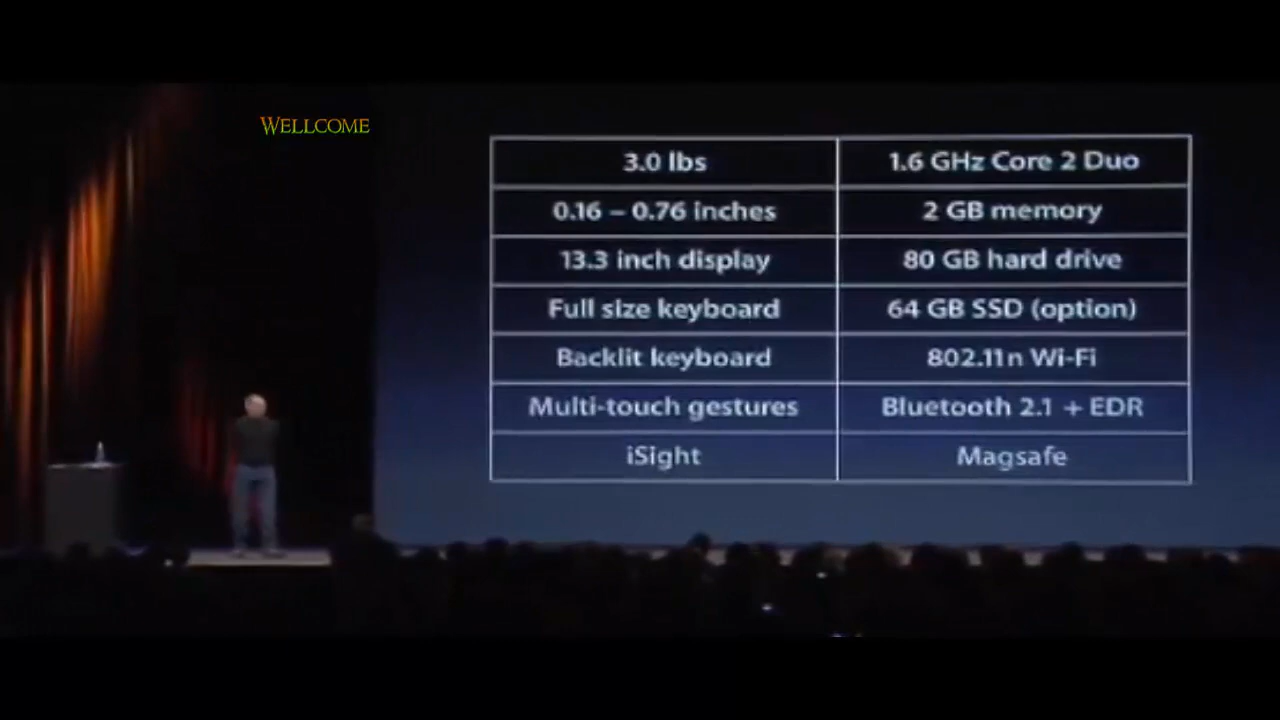 WELLCOME
3.0 lbs 1.6 GHz Core 2 Duo
0.16 – 0.76 inches 2 GB memory
13.3 inch display 80 GB hard drive
Full size keyboard 64 GB SSD (option)
Backlit keyboard 802.11n Wi-Fi
Multi-touch gestures Bluetooth 2.1 + EDR
iSight Magsafe